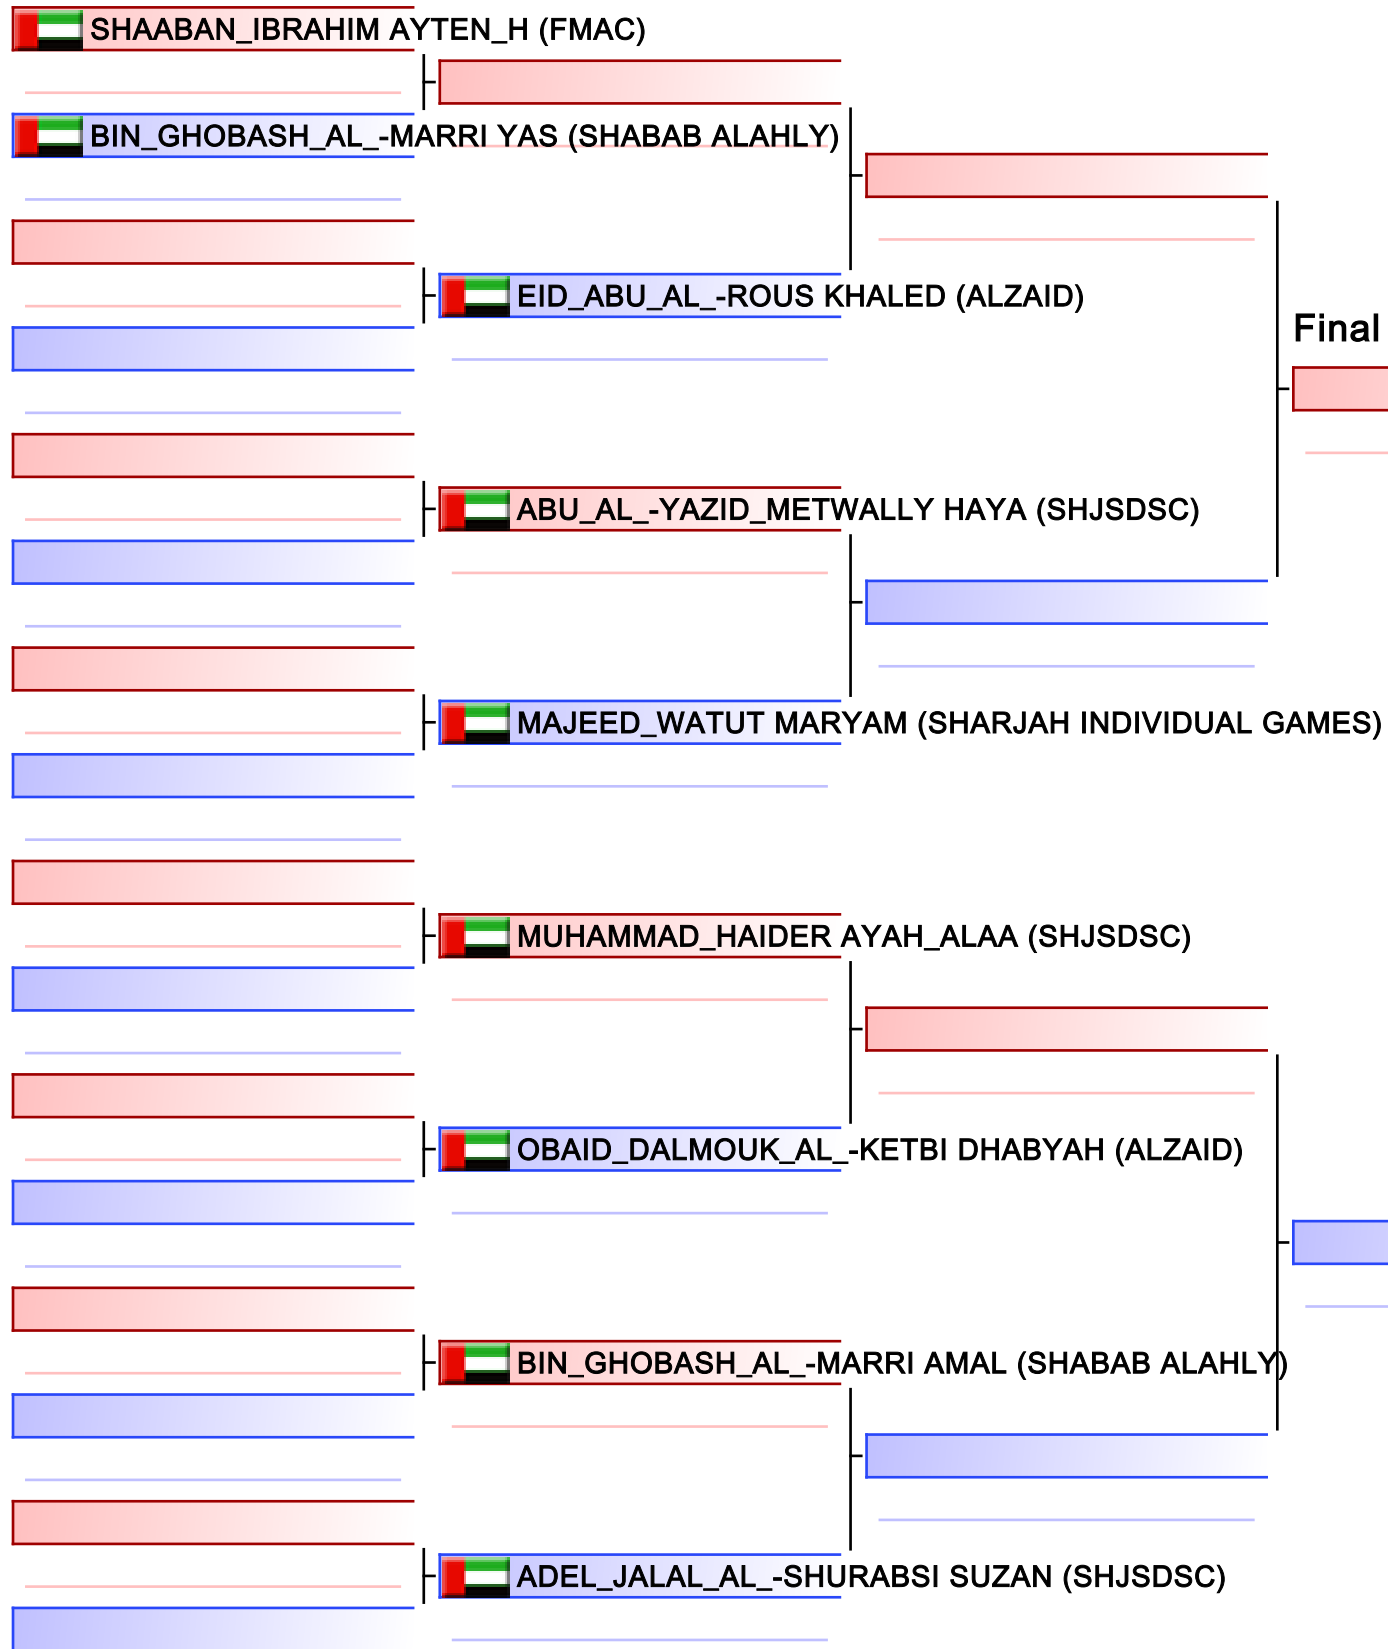 SHAABAN_IBRAHIM AYTEN_H (FMAC)
BIN_GHOBASH_AL_-MARRI YAS (SHABAB ALAHLY)
EID_ABU_AL_-ROUS KHALED (ALZAID)
Final
ABU_AL_-YAZID_METWALLY HAYA (SHJSDSC)
MAJEED_WATUT MARYAM (SHARJAH INDIVIDUAL GAMES)
MUHAMMAD_HAIDER AYAH_ALAA (SHJSDSC)
OBAID_DALMOUK_AL_-KETBI DHABYAH (ALZAID)
BIN_GHOBASH_AL_-MARRI AMAL (SHABAB ALAHLY)
ADEL_JALAL_AL_-SHURABSI SUZAN (SHJSDSC)